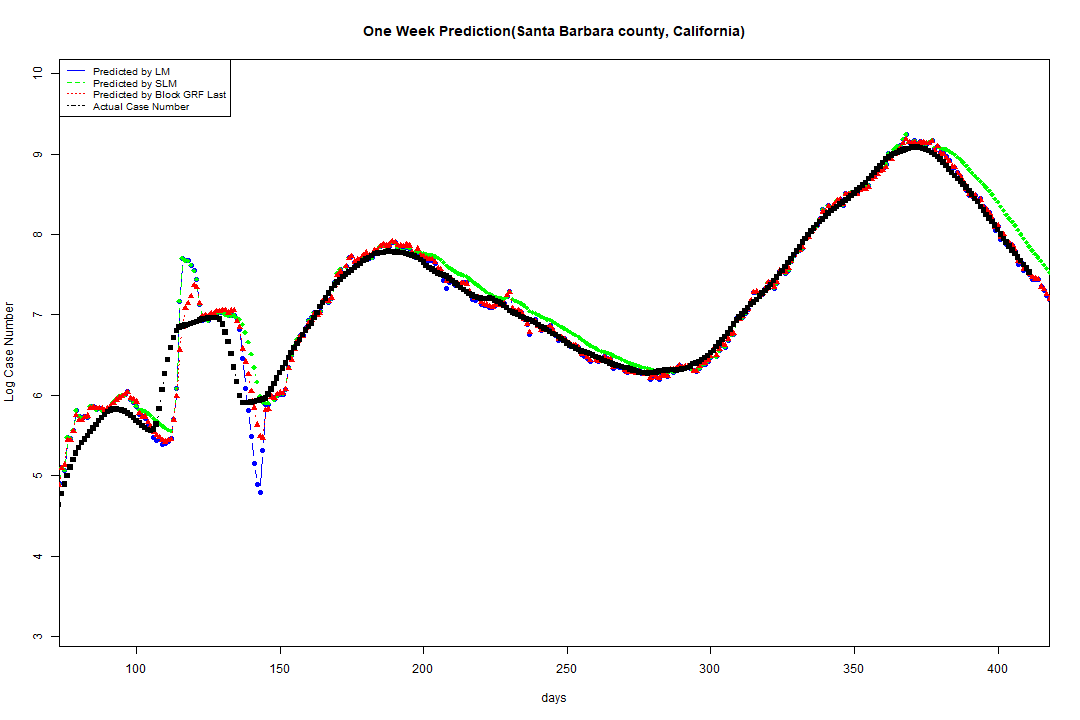 One Week Prediction(Santa Barbara county, California)
Predicted by LM
Predicted by SLM
Predicted by Block GRF Last
Actual Case Number
10
9
8
7
6
5
4
3
Log Case Number
100 150 200 250 300 350 400
days